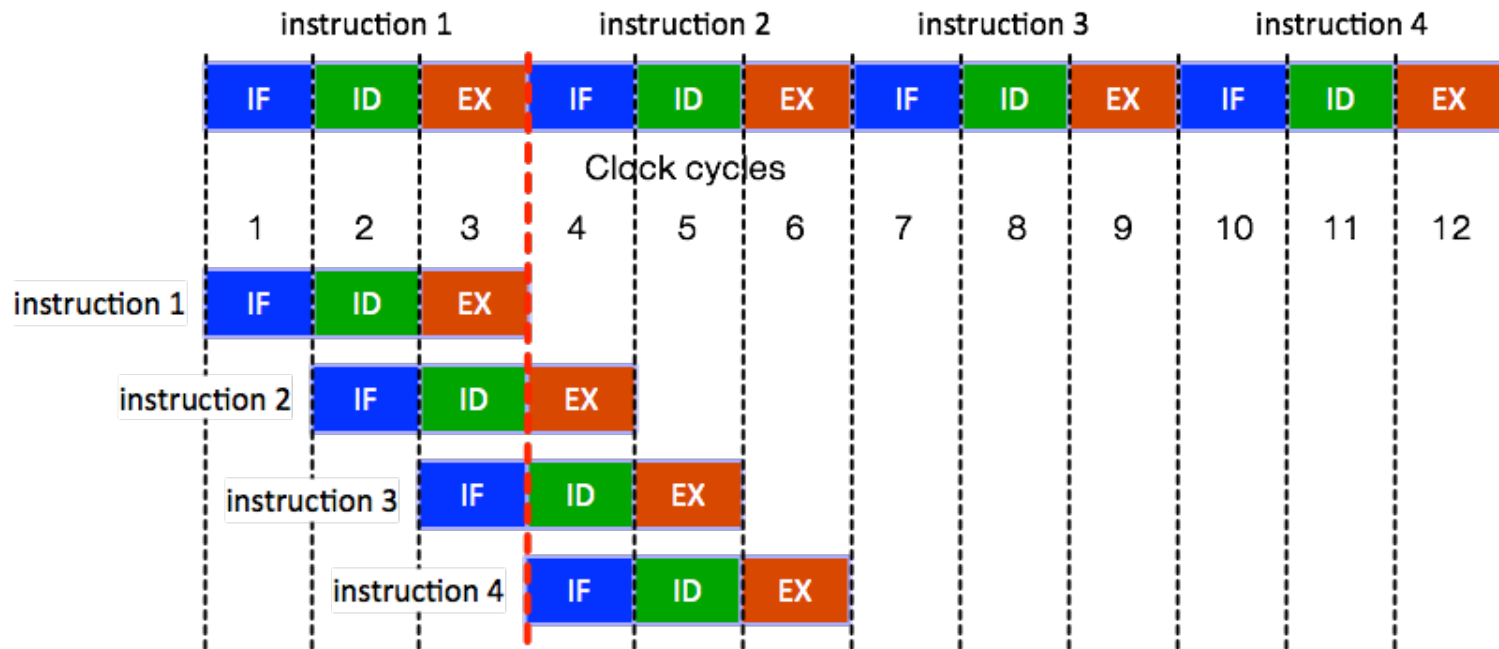 instruction 1 instruction 2 instruction 3 instruction 4
IF ID EX IF ID EX IF ID EX IF ID EX
Clock cycles
1 2 3 4 5 6 7 8 9 10 11 12
instruction 1 IF ID EX
instruction 2 IF ID EX
instruction 3 IF ID EX
instruction 4 IF ID EX